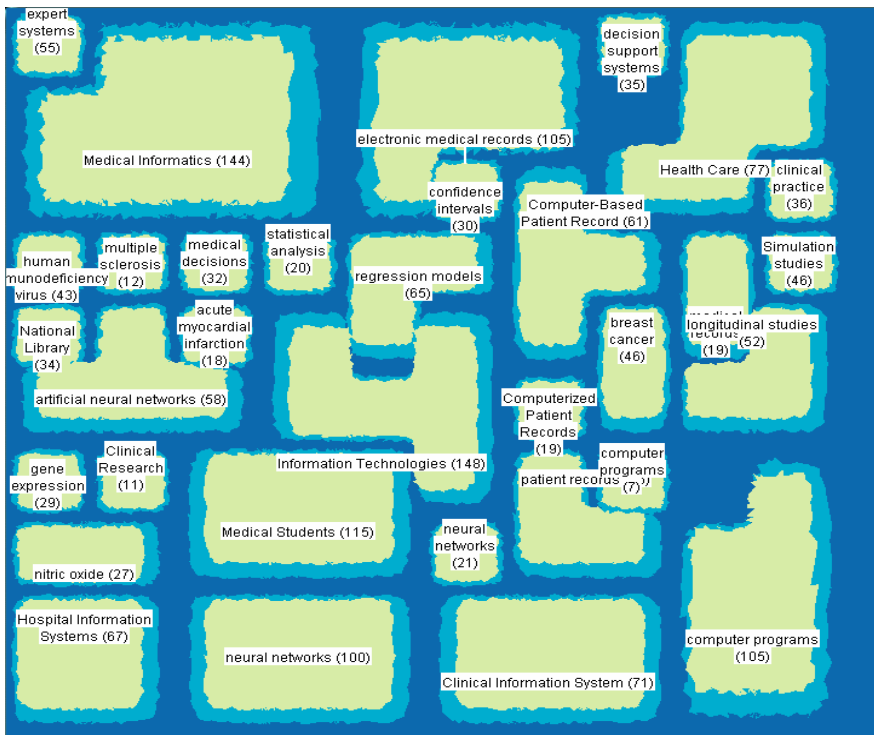 expert
systems
(55)
decision
support
systems
(35)
electronic medical records (105)
Medical Informatics (144)
Health Care (77)
clinical
practice
(36)
confidence
intervals
(30)
Computer-Based
Patient Record (61)
human
munodeficiency
virus (43)
multiple
sclerosis
(12)
medical
decisions
(32)
statistical
analysis
(20)
regression models
(65)
Simulation
studies
(46)
National
Library
(34)
acute
myocardial
infarction
(18)
breast
cancer
(46)
medical
records
(19)
longitudinal studies
(52)
artificial neural networks (58)
Computerized
Patient
Records
(19)
gene
expression
(29)
Clinical
Research
(11)
Information Technologies (148)
patient records
computer
programs
(7)
Medical Students (115)
neural
networks
(21)
nitric oxide (27)
Hospital Information
Systems (67)
neural networks (100)
Clinical Information System (71)
computer programs
(105)